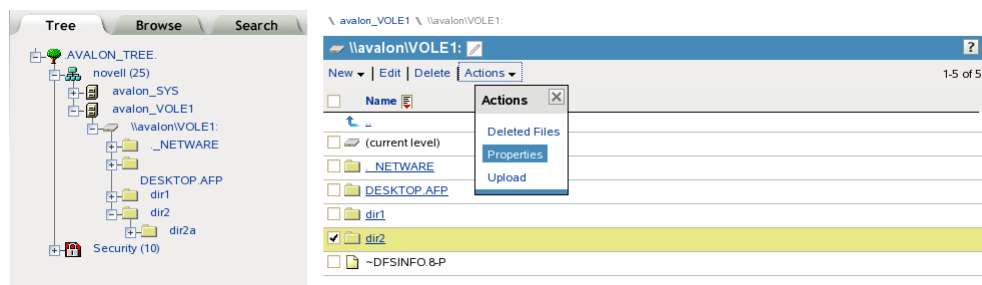 Tree Browse Search
.AVALON_TREE.
novell (25)
avalon_SYS
avalon_VOLE1
\\avalon\VOLE1:
._NETWARE
DESKTOP.AFP
dir1
dir2
dir2a
Security (10)
\ avalon_VOLE1 \ \\avalon\VOLE1:
\\avalon\VOLE1: ?
New Edit Delete Actions 1-5 of 5
Name
Actions
Deleted Files
Properties
Upload
..
(current level)
._NETWARE
DESKTOP.AFP
dir1
dir2
~DFSINFO.8-P